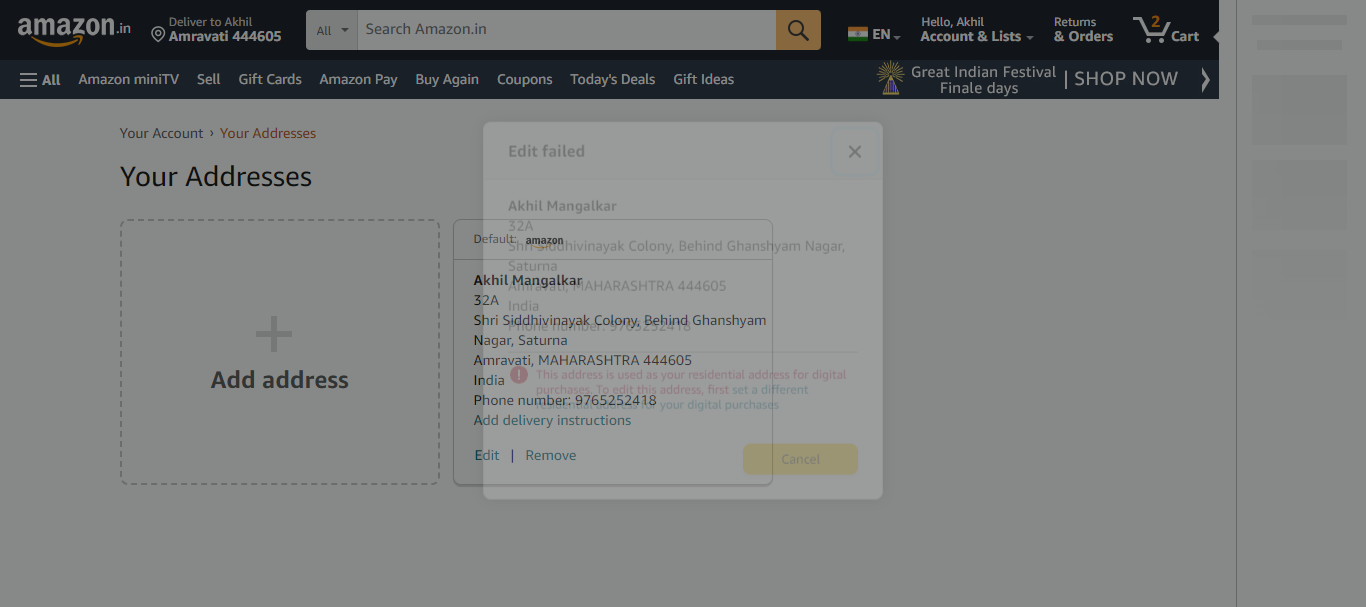 amazon.in
Deliver to Akhil
Amravati 444605
All
Search Amazon.in
EN
Hello, Akhil
Account & Lists
Returns
& Orders
2
Cart
All
Amazon miniTV
Sell
Gift Cards
Amazon Pay
Buy Again
Coupons
Today's Deals
Gift Ideas
Great Indian Festival
Finale days
| SHOP NOW
Your Account › Your Addresses
Your Addresses
Add address
Default: amazon
Akhil Mangalkar
32A
Shri Siddhivinayak Colony, Behind Ghanshyam
Nagar, Saturna
Amravati, MAHARASHTRA 444605
India
Phone number: 9765252418
Add delivery instructions
Edit | Remove
Edit failed
Akhil Mangalkar
32A
Shri Siddhivinayak Colony, Behind Ghanshyam Nagar,
Saturna
Amravati, MAHARASHTRA 444605
India
Phone number: 9765252418
This address is used as your residential address for digital
purchases. To edit this address, first set a different
residential address for your digital purchases
Cancel